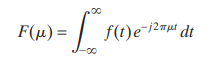 F(μ) = ∫_{-∞}^{∞} f(t) e^{-j2πμt} dt